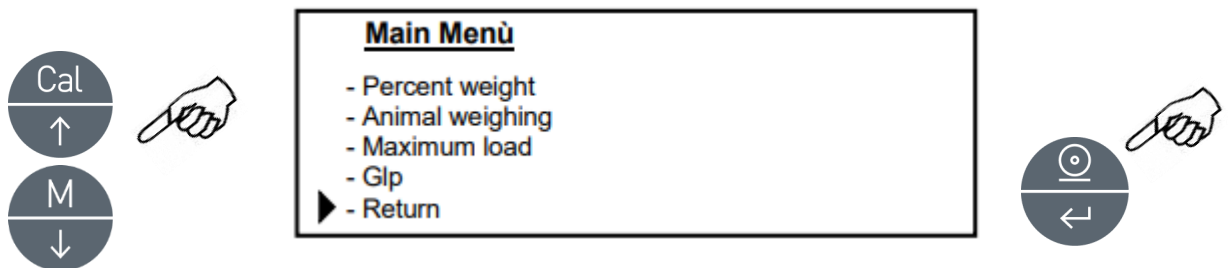 Cal
↑
M
↓
Main Menù
- Percent weight
- Animal weighing
- Maximum load
- Glp
- Return